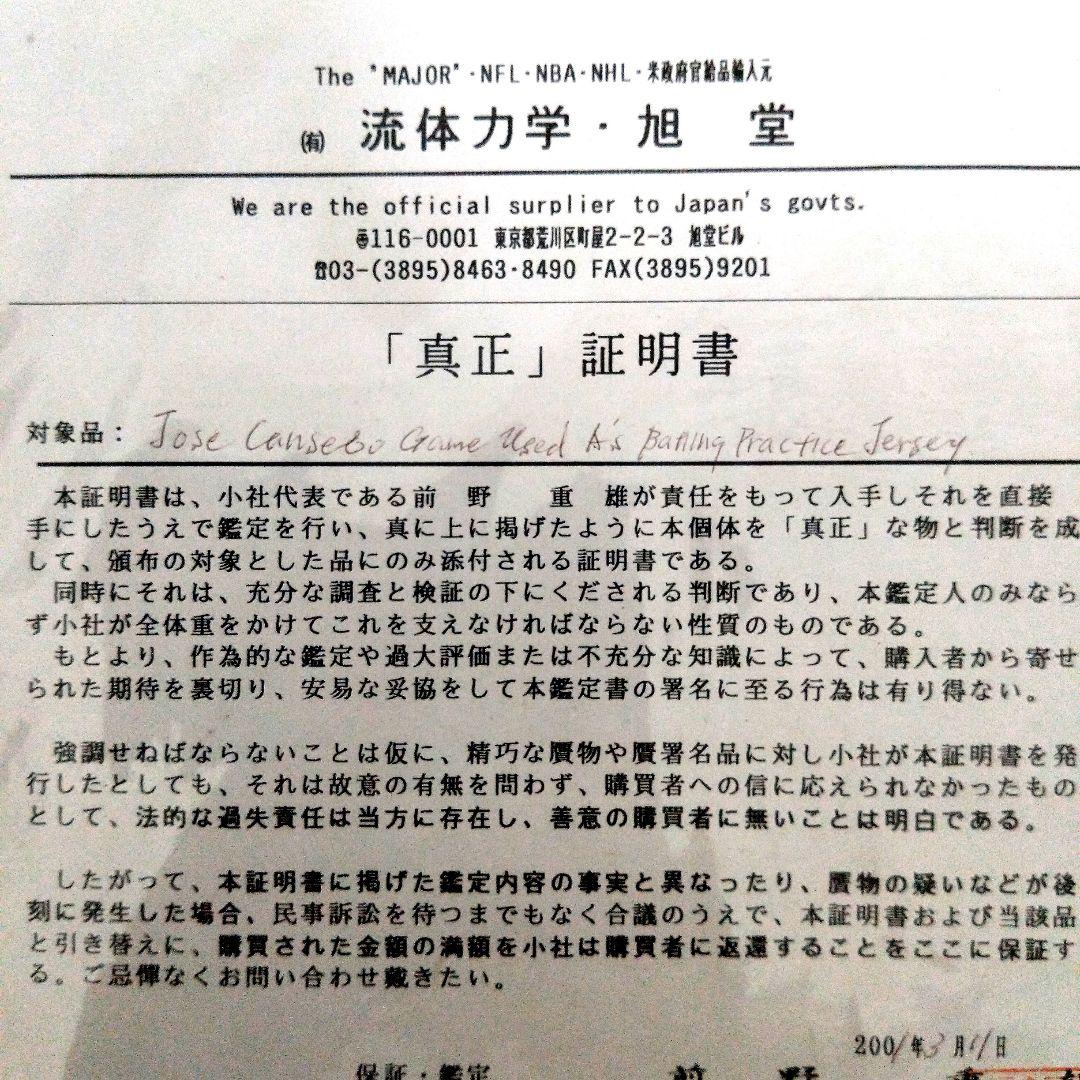 The "MAJOR"・NFL・NBA・NHL・米政府官給品輸入元
㈲ 流体力学・旭 堂
We are the official surplier to Japan's govts.
〠116-0001 東京都荒川区町屋2-2-3 旭堂ビル
☎03-(3895)8463・8490 FAX(3895)9201
「真正」証明書
対象品: Jose Canseco Game Used A's Batting Practice Jersey
本証明書は、小社代表である前 野 重 雄が責任をもって入手しそれを直接
手にしたうえで鑑定を行い、真に上に掲げたように本個体を「真正」な物と判断を成
して、頒布の対象とした品にのみ添付される証明書である。
同時にそれは、充分な調査と検証の下にくだされる判断であり、本鑑定人のみなら
ず小社が全体重をかけてこれを支えなければならない性質のものである。
もとより、作為的な鑑定や過大評価または不充分な知識によって、購入者から寄せ
られた期待を裏切り、安易な妥協をして本鑑定書の署名に至る行為は有り得ない。
強調せねばならないことは仮に、精巧な贋物や贋署名品に対し小社が本証明書を発
行したとしても、それは故意の有無を問わず、購買者への信に応えられなかったもの
として、法的な過失責任は当方に存在し、善意の購買者に無いことは明白である。
したがって、本証明書に掲げた鑑定内容の事実と異なったり、贋物の疑いなどが後
刻に発生した場合、民事訴訟を待つまでもなく合議のうえで、本証明書および当該品
と引き替えに、購買された金額の満額を小社は購買者に返還することをここに保証す
る。ご忌憚なくお問い合わせ戴きたい。
2001年3月11日
保証・鑑定 前 野 重